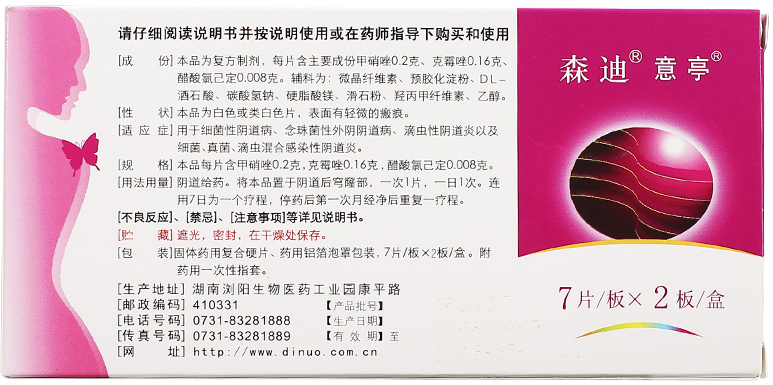 请仔细阅读说明书并按说明使用或在药师指导下购买和使用
[成 份]本品为复方制剂,每片含主要成份甲硝唑0.2克、克霉唑0.16克、
醋酸氯己定0.008克。辅料为:微晶纤维素、预胶化淀粉、DL-
酒石酸、碳酸氢钠、硬脂酸镁、滑石粉、羟丙甲纤维素、乙醇。
[性 状]本品为白色或类白色片,表面有轻微的瘢痕。
[适 应 症]用于细菌性阴道病、念珠菌性外阴阴道病、滴虫性阴道炎以及
细菌、真菌、滴虫混合感染性阴道炎。
[规 格]本品每片含甲硝唑0.2克,克霉唑0.16克,醋酸氯己定0.008克。
[用法用量]阴道给药。将本品置于阴道后穹窿部,一次1片,一日1次。连
用7日为一个疗程,停药后第一次月经净后重复一疗程。
[不良反应]、[禁忌]、[注意事项]等详见说明书。
[贮 藏]遮光,密封,在干燥处保存。
[包 装]固体药用复合硬片、药用铝箔泡罩包装,7片/板×2板/盒。附
药用一次性指套。
[生产地址] 湖南浏阳生物医药工业园康平路
[邮政编码] 410331
[电话号码] 0731-83281888
[传真号码] 0731-83281889
[网 址] http://www.dinuo.com.cn
【产品批号】
【生产日期】
【有 效 期】至
森迪® 意亭®
7片/板×2板/盒